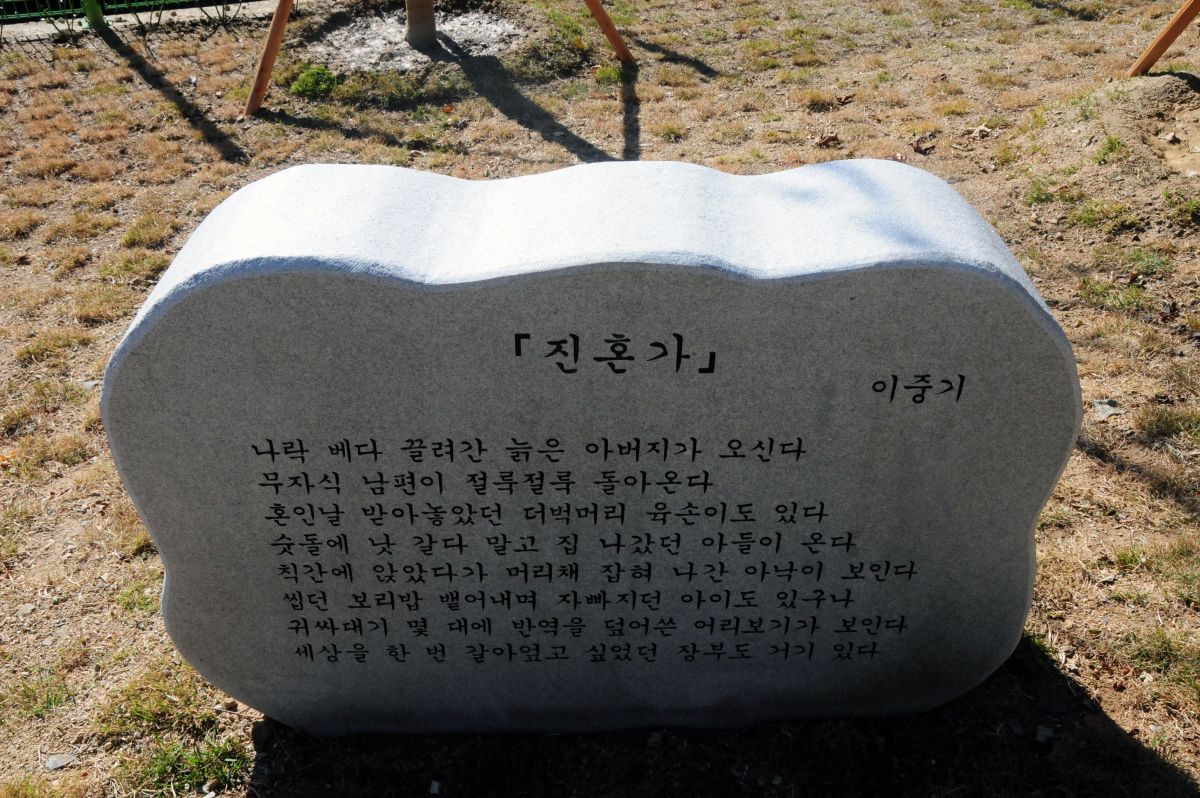 「진혼가」
이중기
나락 베다 끌려간 늙은 아버지가 오신다
무자식 남편이 절룩절룩 돌아온다
혼인날 받아놓았던 더벅머리 육손이도 있다
숫돌에 낫 갈다 말고 집 나갔던 아들이 온다
칙간에 앉았다가 머리채 잡혀 나간 아낙이 보인다
씹던 보리밥 뱉어내며 자빠지던 아이도 있구나
귀싸대기 몇 대에 반역을 덮어쓴 어리보기가 보인다
세상을 한 번 갈아엎고 싶었던 장부도 거기 있다